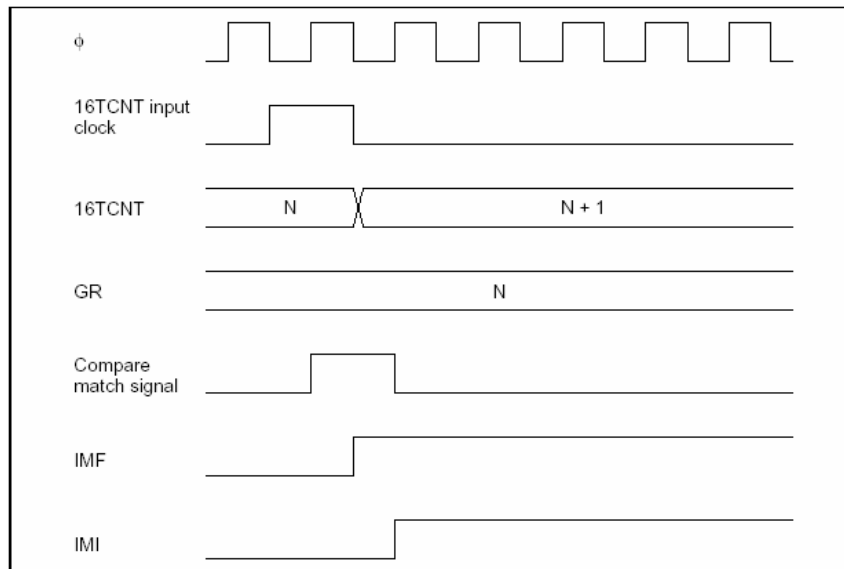 ϕ
16TCNT input
clock
16TCNT
N
N + 1
GR
N
Compare
match signal
IMF
IMI